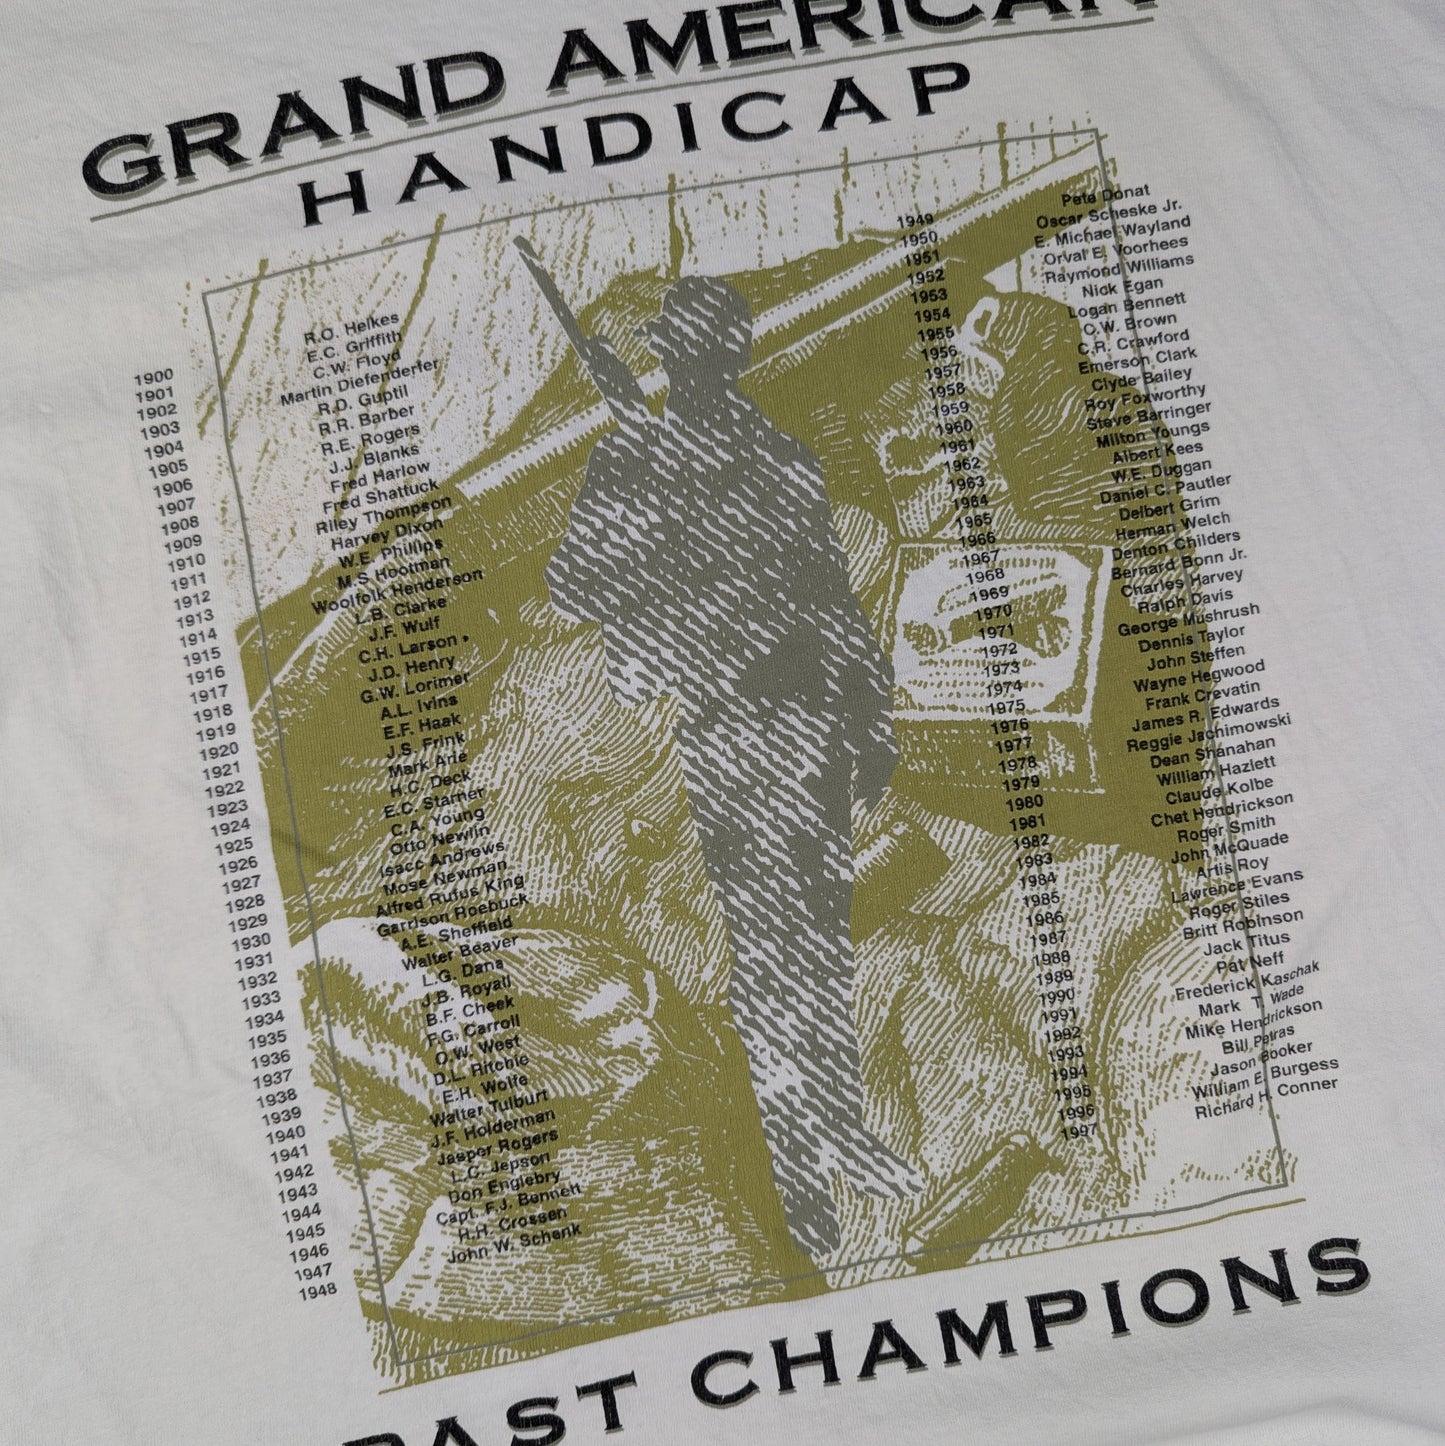 GRAND AMERICAN
HANDICAP
1900 R.O. Heikes
1901 E.C. Griffith
1902 C.W. Floyd
1903 Martin Diefenderfer
1904 R.D. Guptil
1905 R.R. Barber
1906 R.E. Rogers
1907 J.J. Blanks
1908 Fred Harlow
1909 Fred Shattuck
1910 Riley Thompson
1911 Harvey Dixon
1912 W.E. Phillips
1913 M.S Hootman
1914 Woolfolk Henderson
1915 L.B. Clarke
1916 J.F. Wulf
1917 C.H. Larson
1918 J.D. Henry
1919 G.W. Lorimer
1920 A.L. Ivins
1921 E.F. Haak
1922 J.S. Frink
1923 Mark Arie
1924 H.C. Deck
1925 E.C. Starner
1926 C.A. Young
1927 Otto Newlin
1928 Isacc Andrews
1929 Mose Newman
1930 Alfred Rufus King
1931 Garrison Roebuck
1932 A.E. Sheffield
1933 Walter Beaver
1934 L.G. Dana
1935 J.B. Royall
1936 B.F. Cheek
1937 F.G. Carroll
1938 O.W. West
1939 D.L. Ritchie
1940 E.H. Wolfe
1941 Walter Tulburt
1942 J.F. Holderman
1943 Jasper Rogers
1944 L.C. Jepson
1945 Don Englebry
1946 Capt. F.J. Bennett
1947 H.H. Crossen
1948 John W. Schenk
1949 Pete Donat
1950 Oscar Scheske Jr.
1951 E. Michael Wayland
1952 Orval E. Voorhees
1953 Raymond Williams
1954 Nick Egan
1955 Logan Bennett
1956 O.W. Brown
1957 C.R. Crawford
1958 Emerson Clark
1959 Clyde Bailey
1960 Roy Foxworthy
1961 Steve Barringer
1962 Milton Youngs
1963 Albert Kees
1964 W.E. Duggan
1965 Daniel C. Pautler
1966 Delbert Grim
1967 Herman Welch
1968 Denton Childers
1969 Bernard Bonn Jr.
1970 Charles Harvey
1971 Ralph Davis
1972 George Mushrush
1973 Dennis Taylor
1974 John Steffen
1975 Wayne Hegwood
1976 Frank Crevatin
1977 James R. Edwards
1978 Reggie Jachimowski
1979 Dean Shanahan
1980 William Hazlett
1981 Claude Kolbe
1982 Chet Hendrickson
1983 Roger Smith
1984 John McQuade
1985 Artis Roy
1986 Lawrence Evans
1987 Roger Stiles
1988 Britt Robinson
1989 Jack Titus
1990 Pat Neff
1991 Frederick Kaschak
1992 Mark T. Wade
1993 Mike Hendrickson
1994 Bill Petras
1995 Jason Booker
1996 William E. Burgess
1997 Richard H. Conner
PAST CHAMPIONS